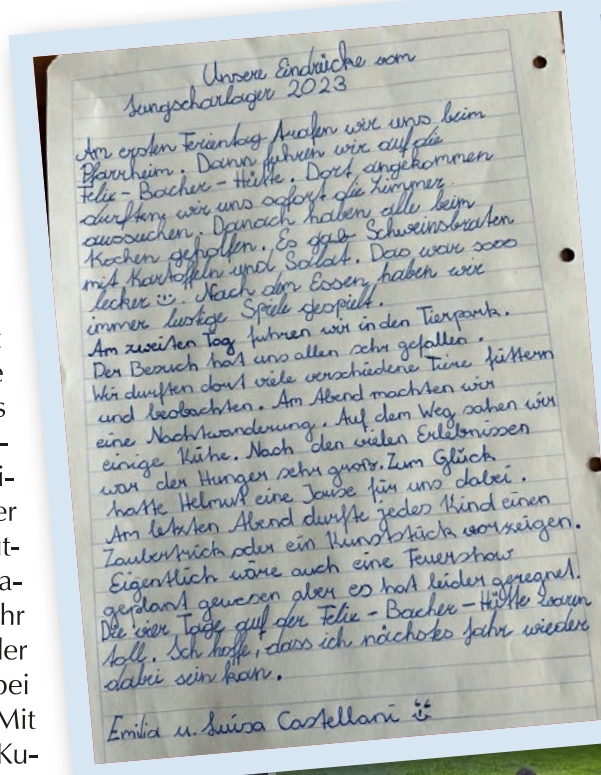 Unsere Eindrücke vom
Jungscharlager 2023
Am ersten Ferientag trafen wir uns beim
Pfarrheim. Dann fuhren wir auf die
Felix-Bacher-Hütte. Dort angekommen
durften wir uns sofort die Zimmer
aussuchen. Danach haben alle beim
Kochen geholfen. Es gab Schweinsbraten
mit Kartoffeln und Salat. Das war sooo
lecker ☺. Nach dem Essen haben wir
immer lustige Spiele gespielt.
Am zweiten Tag fuhren wir in den Tierpark.
Der Besuch hat uns allen sehr gefallen.
Wir durften dort viele verschiedene Tiere füttern
und beobachten. Am Abend machten wir
eine Nachtwanderung. Auf dem Weg sahen wir
einige Kühe. Nach den vielen Erlebnissen
war der Hunger sehr groß. Zum Glück
hatte Helmut eine Jause für uns dabei.
Am letzten Abend durfte jedes Kind einen
Zaubertrick oder ein Kunststück vorzeigen.
Eigentlich wäre auch eine Feuershow
geplant gewesen aber es hat leider geregnet.
Die vier Tage auf der Felix-Bacher-Hütte waren
toll. Ich hoffe, dass ich nächstes Jahr wieder
dabei sein kan.
Emilia u. Luisa Castellani ☺
t
e
s
-
i-
er
ut-
a-
hr
der
bei
Mit
Ku-